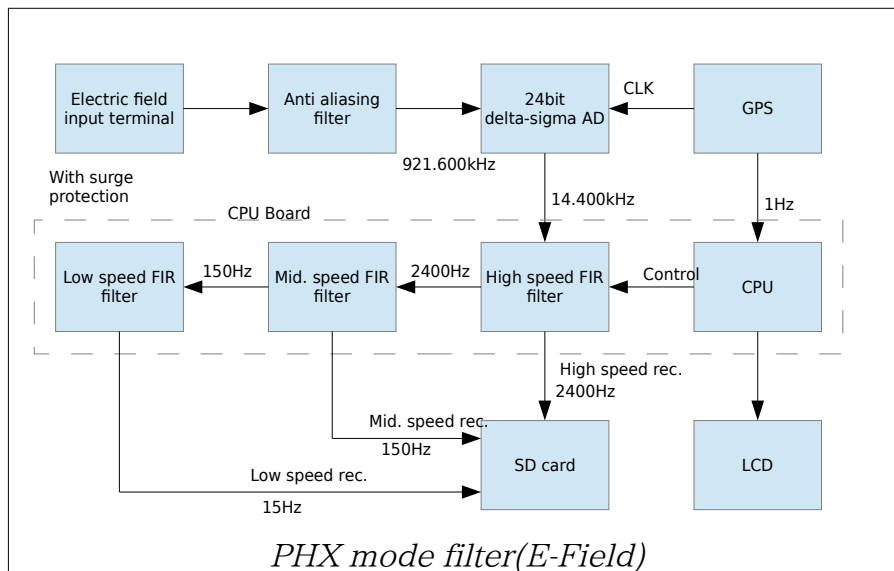 Electric field
input terminal
Anti aliasing
filter
24bit
delta-sigma AD
CLK
GPS
921.600kHz
With surge
protection
14.400kHz
1Hz
CPU Board
Low speed FIR
filter
150Hz
Mid. speed FIR
filter
2400Hz
High speed FIR
filter
Control
CPU
High speed rec.
2400Hz
Mid. speed rec.
150Hz
SD card
LCD
Low speed rec.
15Hz
PHX mode filter(E-Field)